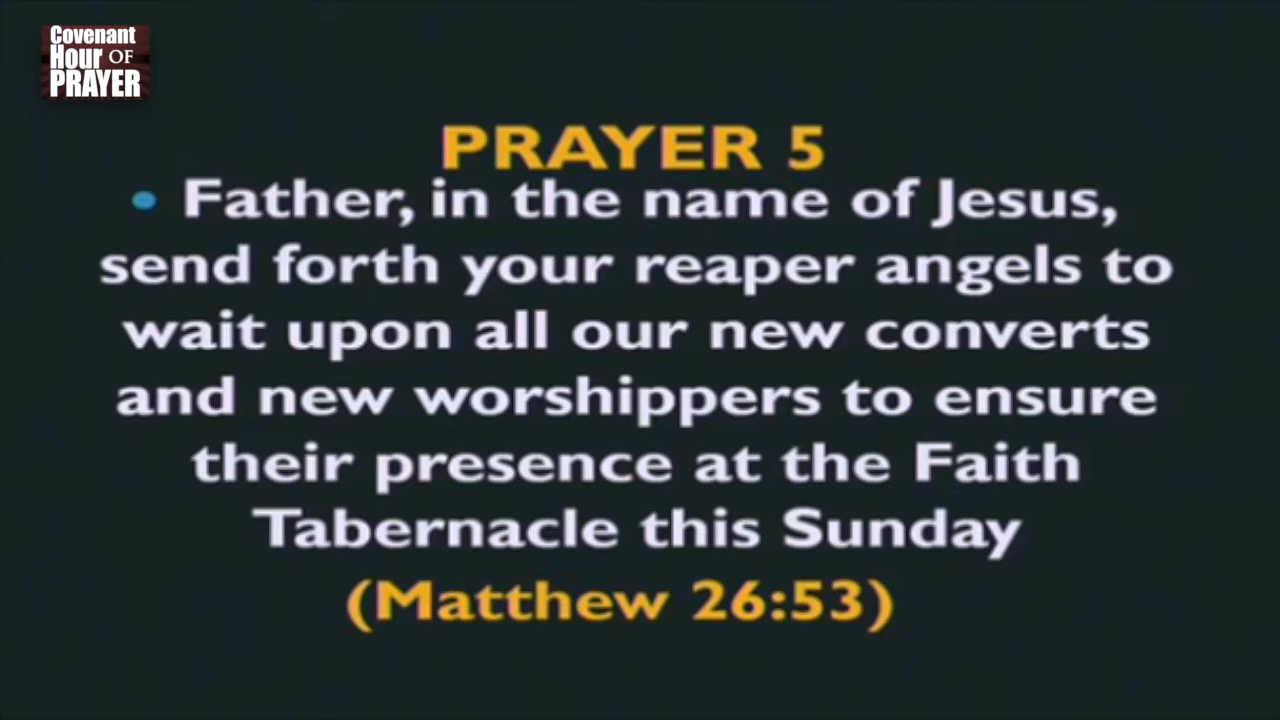 Covenant
Hour OF
PRAYER
PRAYER 5
• Father, in the name of Jesus,
send forth your reaper angels to
wait upon all our new converts
and new worshippers to ensure
their presence at the Faith
Tabernacle this Sunday
(Matthew 26:53)